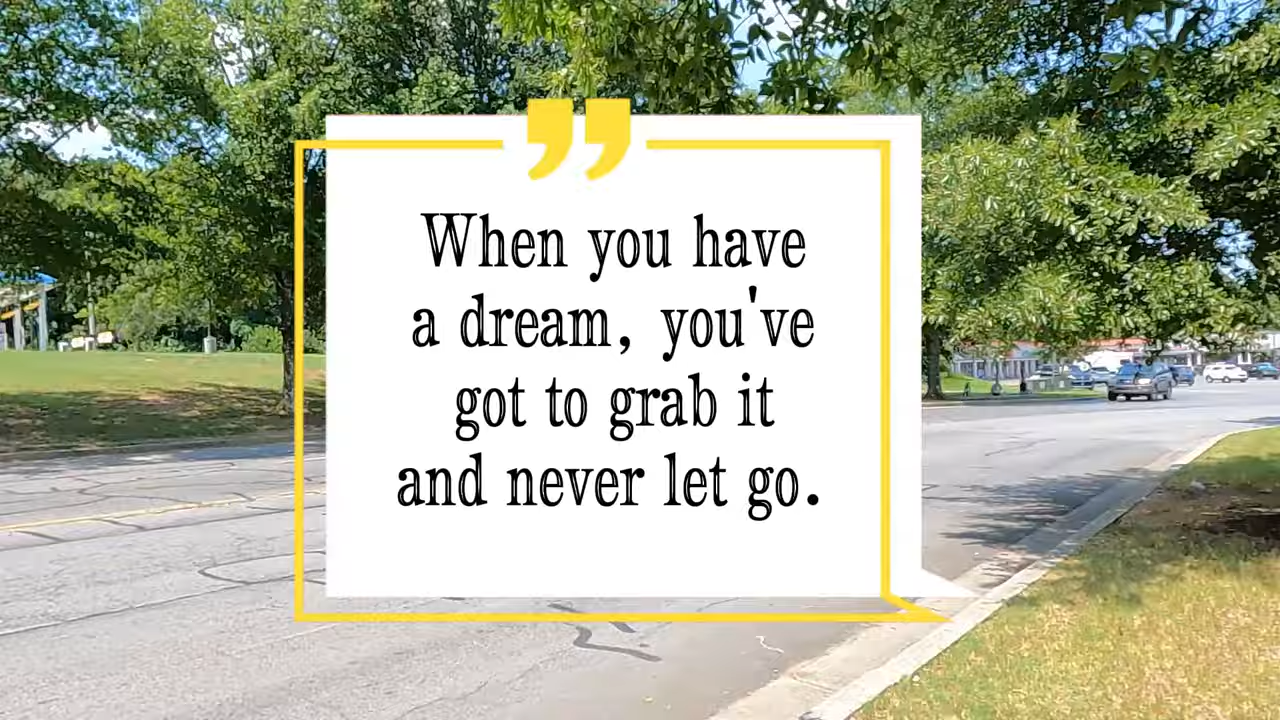 When you have
a dream, you've
got to grab it
and never let go.